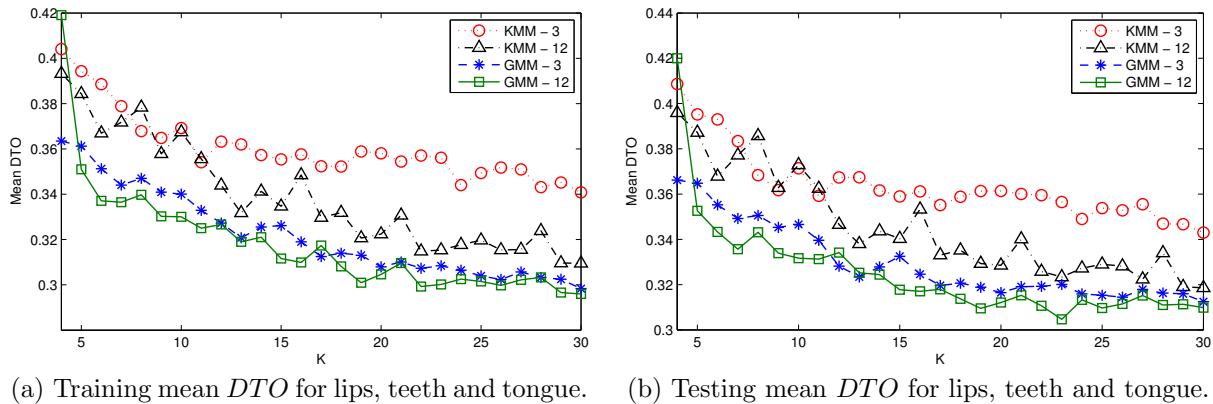 0.42
0.4
0.38
0.36
0.34
0.32
0.3
Mean DTO
5 10 15 20 25 30
K
KMM − 3
KMM − 12
GMM − 3
GMM − 12
(a) Training mean DTO for lips, teeth and tongue.
0.44
0.42
0.4
0.38
0.36
0.34
0.32
0.3
Mean DTO
5 10 15 20 25 30
K
KMM − 3
KMM − 12
GMM − 3
GMM − 12
(b) Testing mean DTO for lips, teeth and tongue.